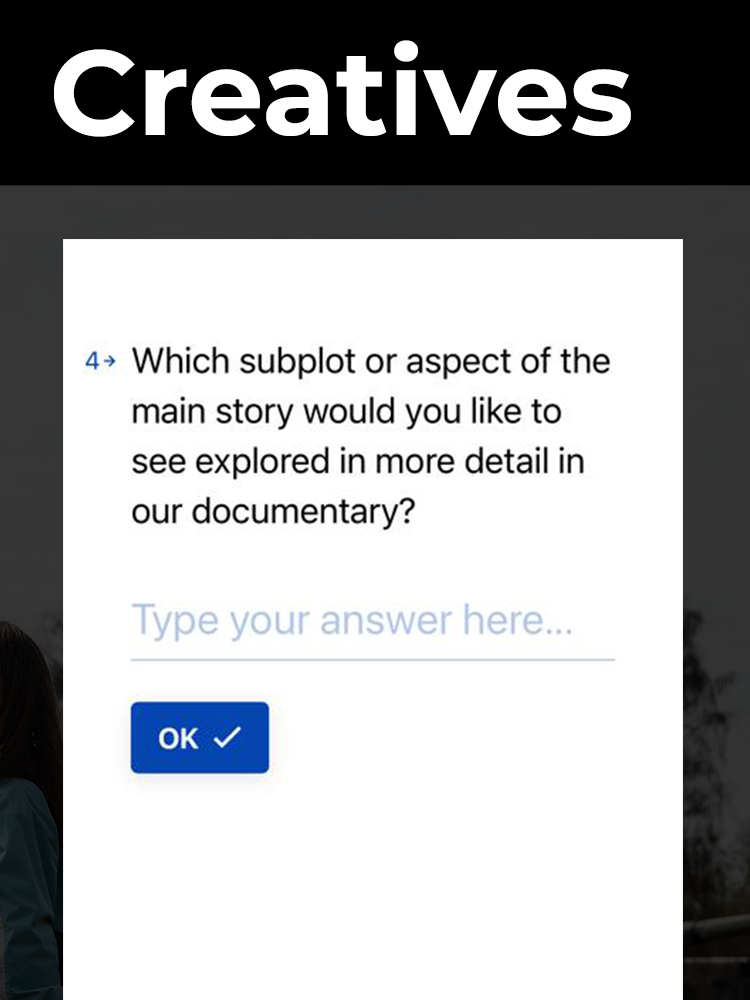 Creatives
4→ Which subplot or aspect of the
main story would you like to
see explored in more detail in
our documentary?
Type your answer here...
OK ✓